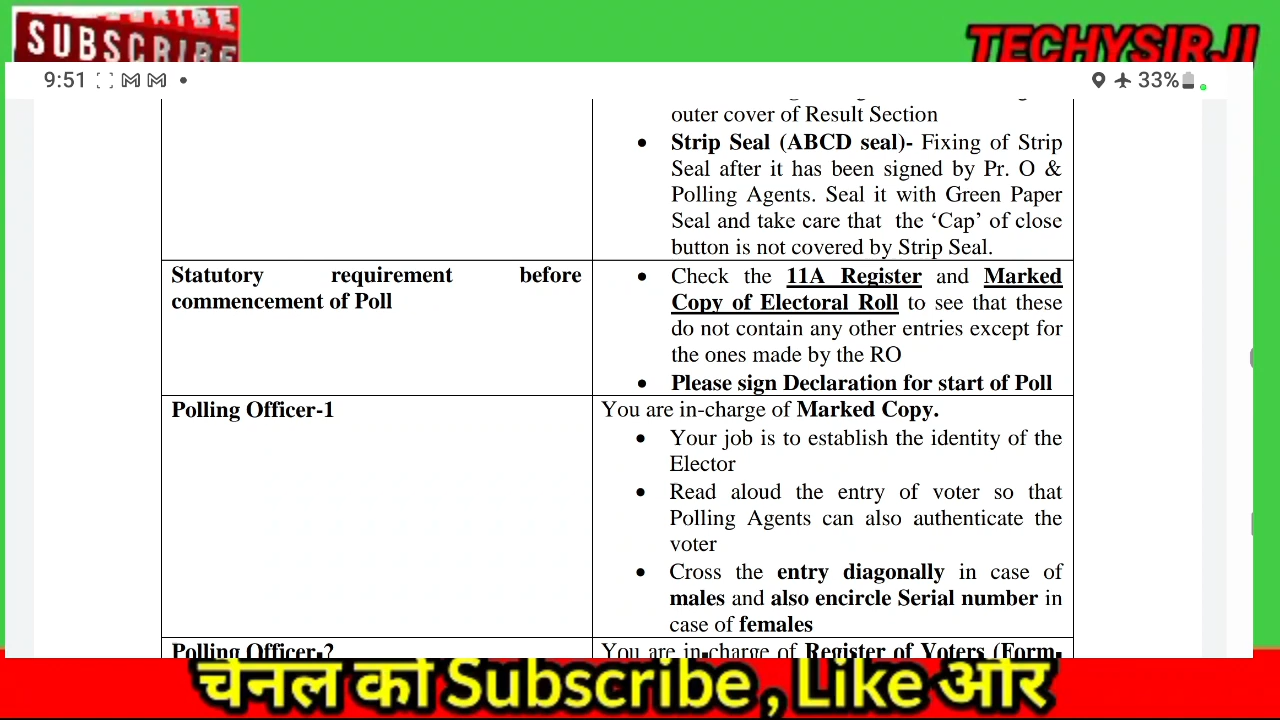 SUBSCRIBE
TECHYSIRJI
9:51
33%
outer cover of Result Section
• Strip Seal (ABCD seal)- Fixing of Strip
Seal after it has been signed by Pr. O &
Polling Agents. Seal it with Green Paper
Seal and take care that the ‘Cap’ of close
button is not covered by Strip Seal.
Statutory requirement before
commencement of Poll
• Check the 11A Register and Marked
Copy of Electoral Roll to see that these
do not contain any other entries except for
the ones made by the RO
• Please sign Declaration for start of Poll
Polling Officer-1
You are in-charge of Marked Copy.
• Your job is to establish the identity of the
Elector
• Read aloud the entry of voter so that
Polling Agents can also authenticate the
voter
• Cross the entry diagonally in case of
males and also encircle Serial number in
case of females
Polling Officer-2
You are in-charge of Register of Voters (Form-
चैनल को Subscribe , Like और